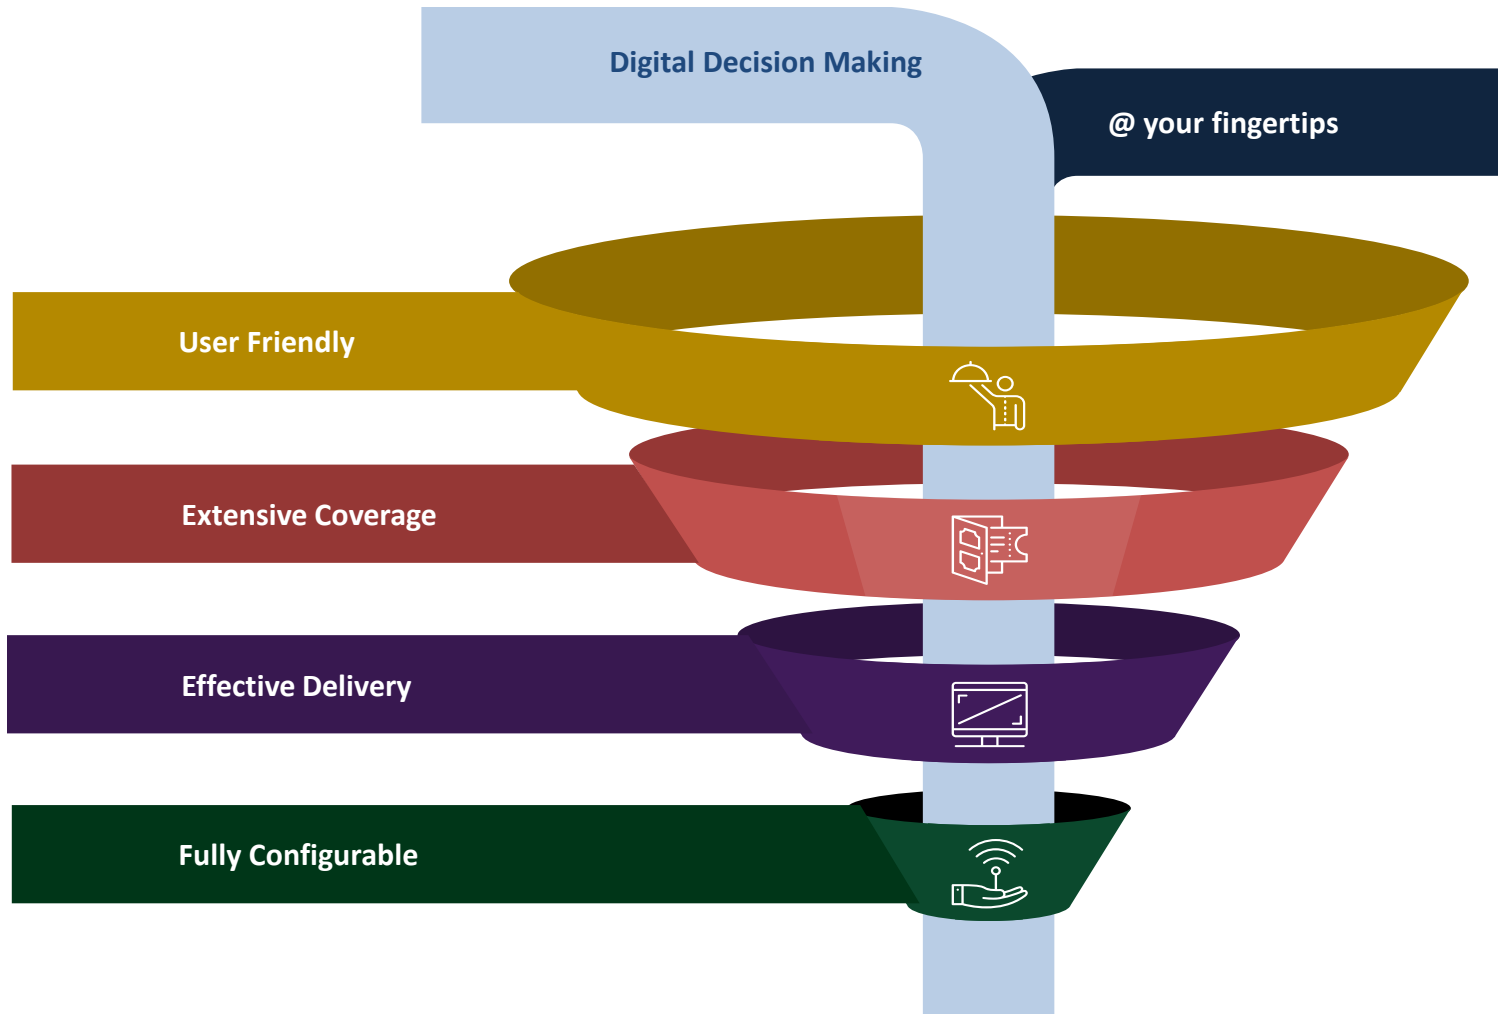 Digital Decision Making
@ your fingertips
User Friendly
Extensive Coverage
Effective Delivery
Fully Configurable